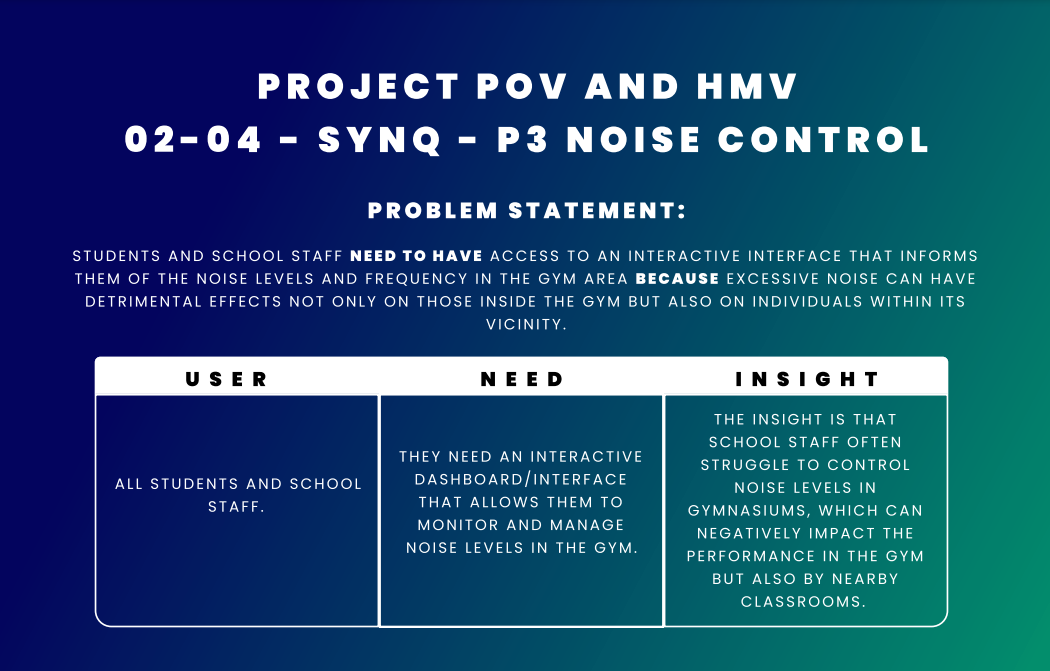 PROJECT POV AND HMV
02-04 - SYNQ - P3 NOISE CONTROL
PROBLEM STATEMENT:
STUDENTS AND SCHOOL STAFF NEED TO HAVE ACCESS TO AN INTERACTIVE INTERFACE THAT INFORMS
THEM OF THE NOISE LEVELS AND FREQUENCY IN THE GYM AREA BECAUSE EXCESSIVE NOISE CAN HAVE
DETRIMENTAL EFFECTS NOT ONLY ON THOSE INSIDE THE GYM BUT ALSO ON INDIVIDUALS WITHIN ITS
VICINITY.
USER
ALL STUDENTS AND SCHOOL
STAFF.
NEED
THEY NEED AN INTERACTIVE
DASHBOARD/INTERFACE
THAT ALLOWS THEM TO
MONITOR AND MANAGE
NOISE LEVELS IN THE GYM.
INSIGHT
THE INSIGHT IS THAT
SCHOOL STAFF OFTEN
STRUGGLE TO CONTROL
NOISE LEVELS IN
GYMNASIUMS, WHICH CAN
NEGATIVELY IMPACT THE
PERFORMANCE IN THE GYM
BUT ALSO BY NEARBY
CLASSROOMS.